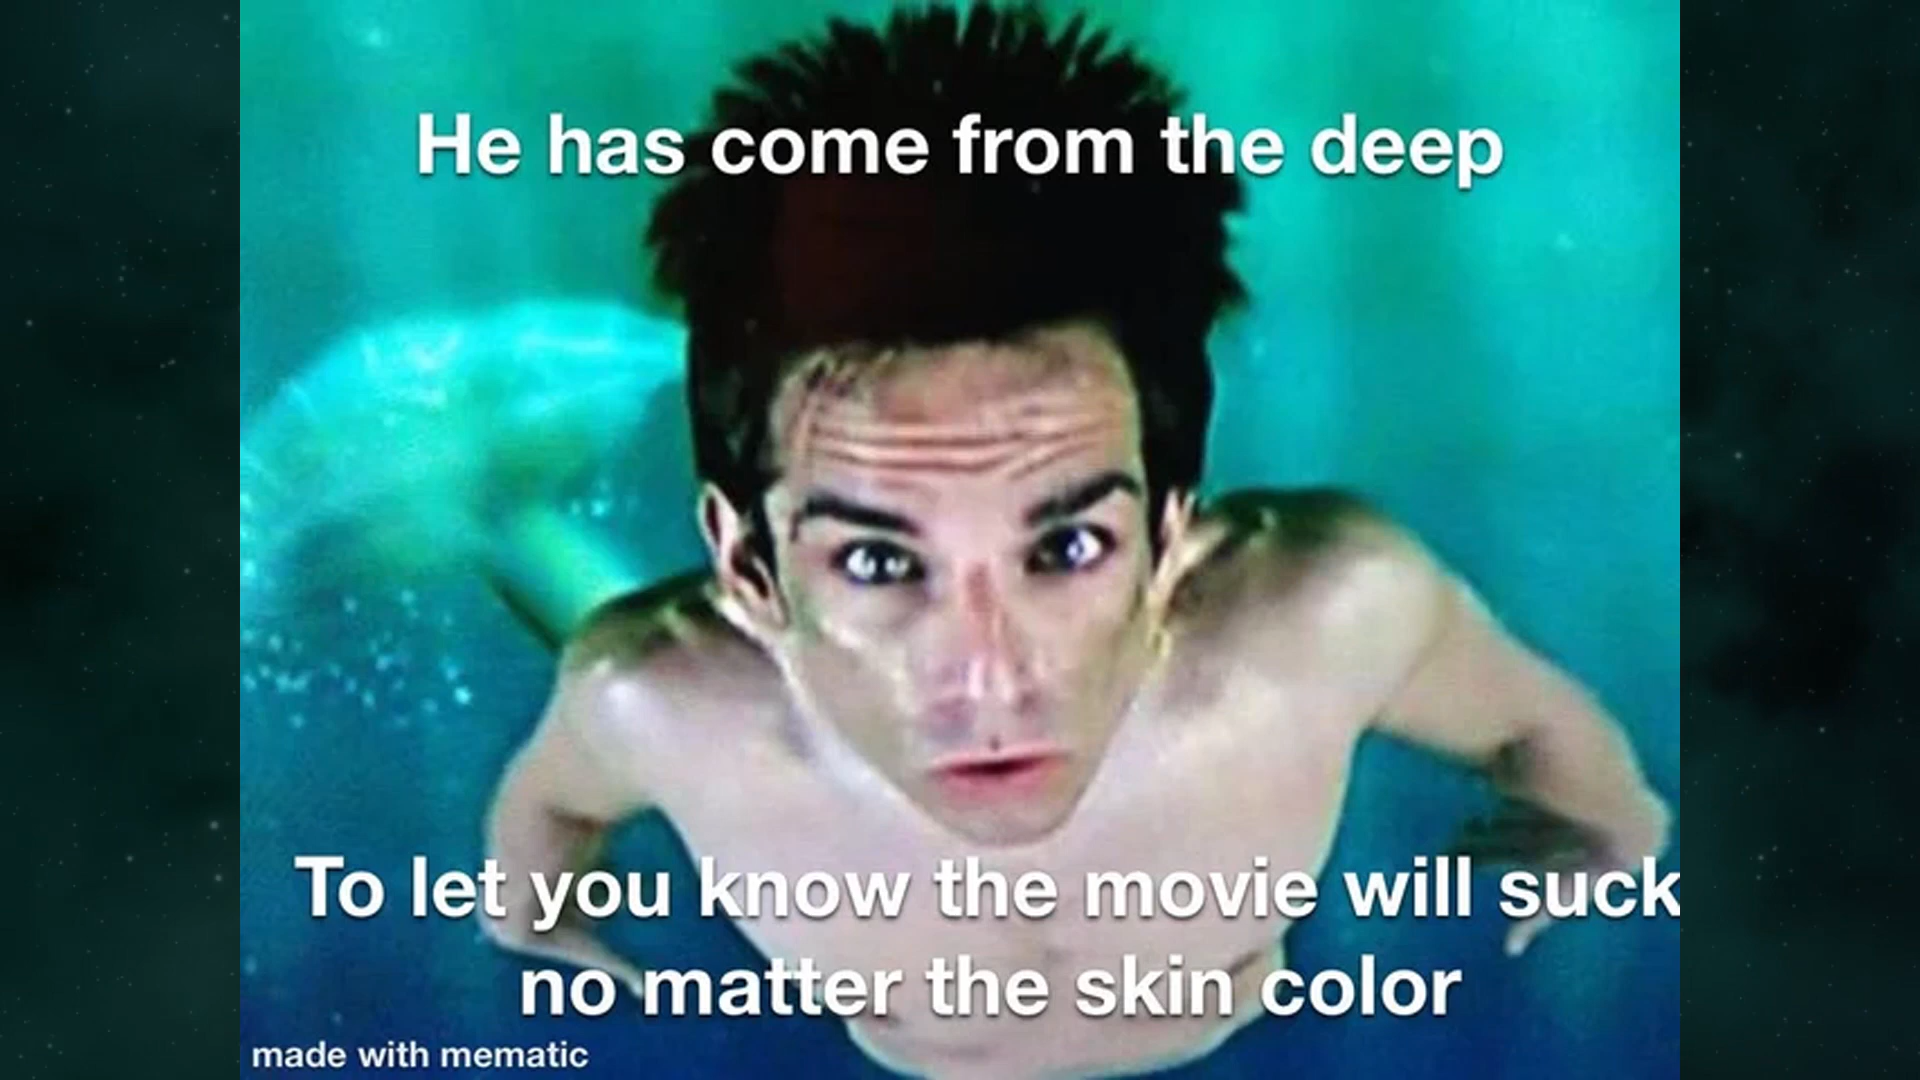 He has come from the deep
To let you know the movie will suck
no matter the skin color
made with mematic